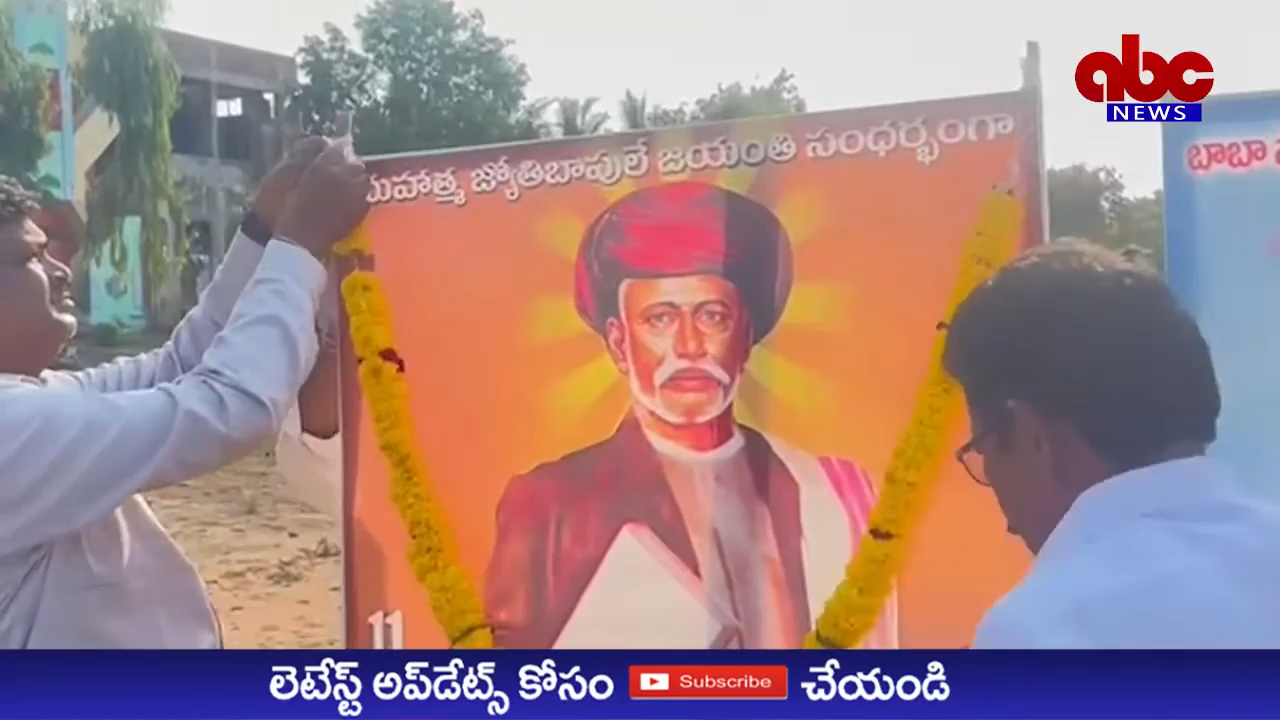 abc
NEWS
మహాత్మ జ్యోతిబాపులే జయంతి సంధర్భంగా
బాబా
11
లెటేస్ట్ అప్‌డేట్స్ కోసం Subscribe చేయండి